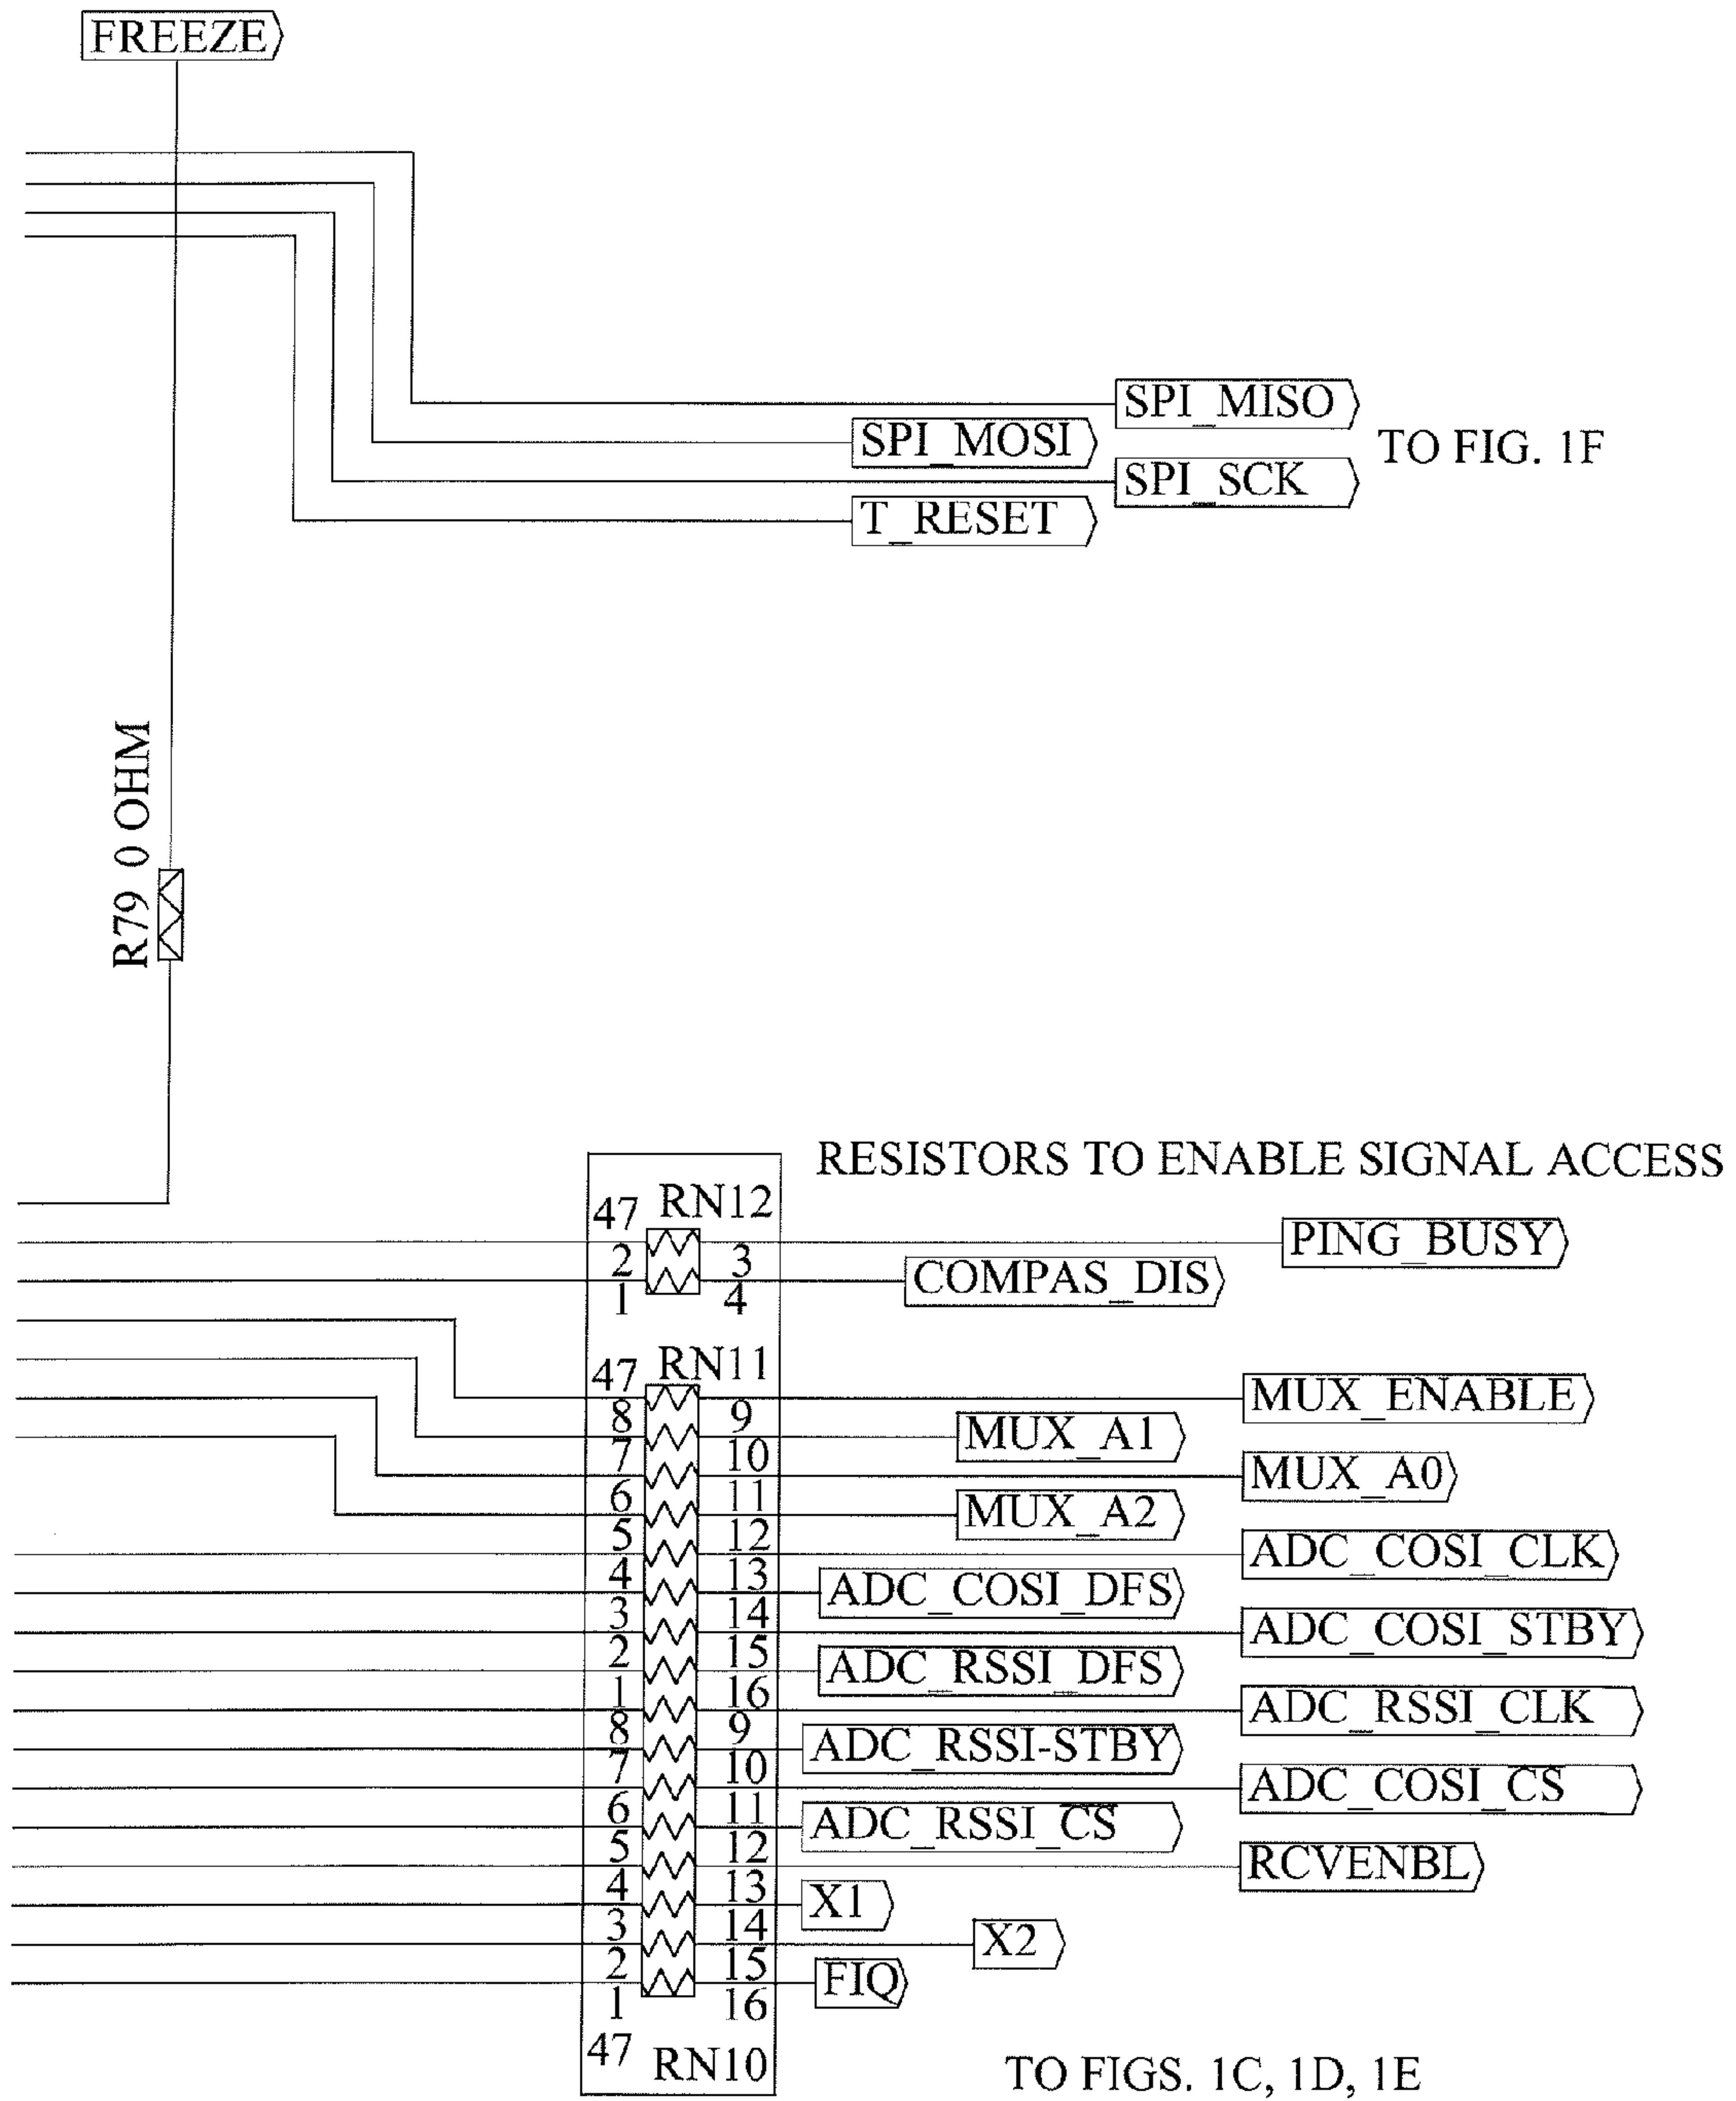 FREEZE
SPI_MISO
SPI_MOSI
TO FIG. 1F
SPI_SCK
T_RESET
R79 0 OHM
RESISTORS TO ENABLE SIGNAL ACCESS
47 RN12
PING_BUSY
2 3
COMPAS_DIS
1 4
47 RN11
MUX_ENABLE
8 9
MUX_A1
7 10
MUX_A0
6 11
MUX_A2
5 12
ADC_COSI_CLK
4 13
ADC_COSI_DFS
3 14
ADC_COSI_STBY
2 15
ADC_RSSI_DFS
1 16
ADC_RSSI_CLK
8 9
ADC_RSSI-STBY
7 10
ADC_COSI_C̅S̅
6 11
ADC_RSSI_C̅S̅
5 12
RCVENBL
4 13
X1
3 14
X2
2 15
FIQ
1 16
47 RN10
TO FIGS. 1C, 1D, 1E